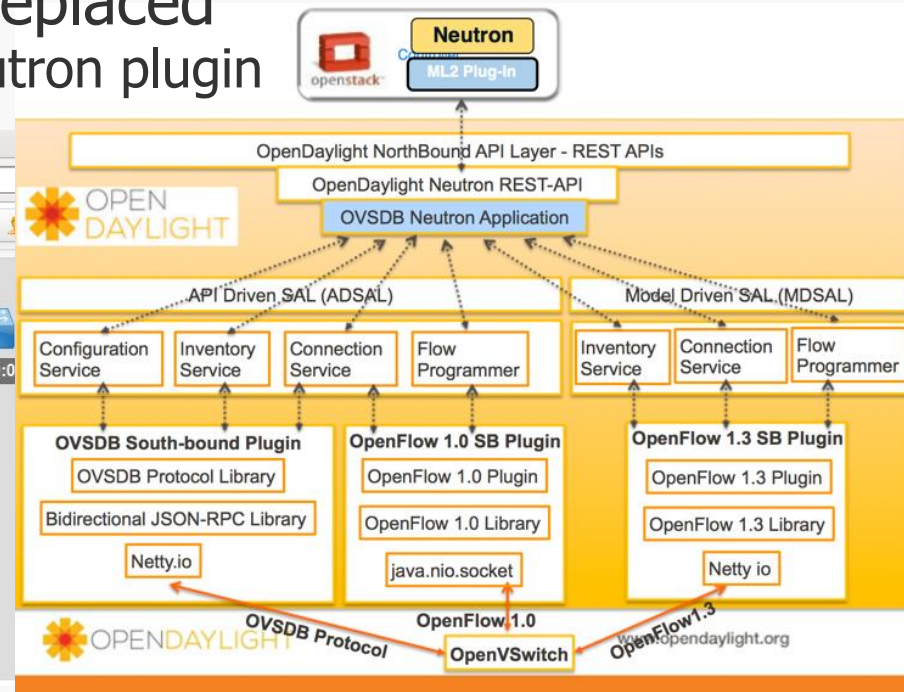 eplaced
utron plugin
openstack
Neutron
ML2 Plug-In
OpenDaylight NorthBound API Layer - REST APIs
OpenDaylight Neutron REST-API
OPEN
DAYLIGHT
OVSDB Neutron Application
API Driven SAL (ADSAL)
Model Driven SAL (MDSAL)
Configuration
Service
Inventory
Service
Connection
Service
Flow
Programmer
Inventory
Service
Connection
Service
Flow
Programmer
OVSDB South-bound Plugin
OVSDB Protocol Library
Bidirectional JSON-RPC Library
Netty.io
OpenFlow 1.0 SB Plugin
OpenFlow 1.0 Plugin
OpenFlow 1.0 Library
java.nio.socket
OpenFlow 1.3 SB Plugin
OpenFlow 1.3 Plugin
OpenFlow 1.3 Library
Netty io
OPENDAYLIGHT
OVSDB Protocol
OpenFlow 1.0
OpenFlow1.3
www.opendaylight.org
OpenVSwitch